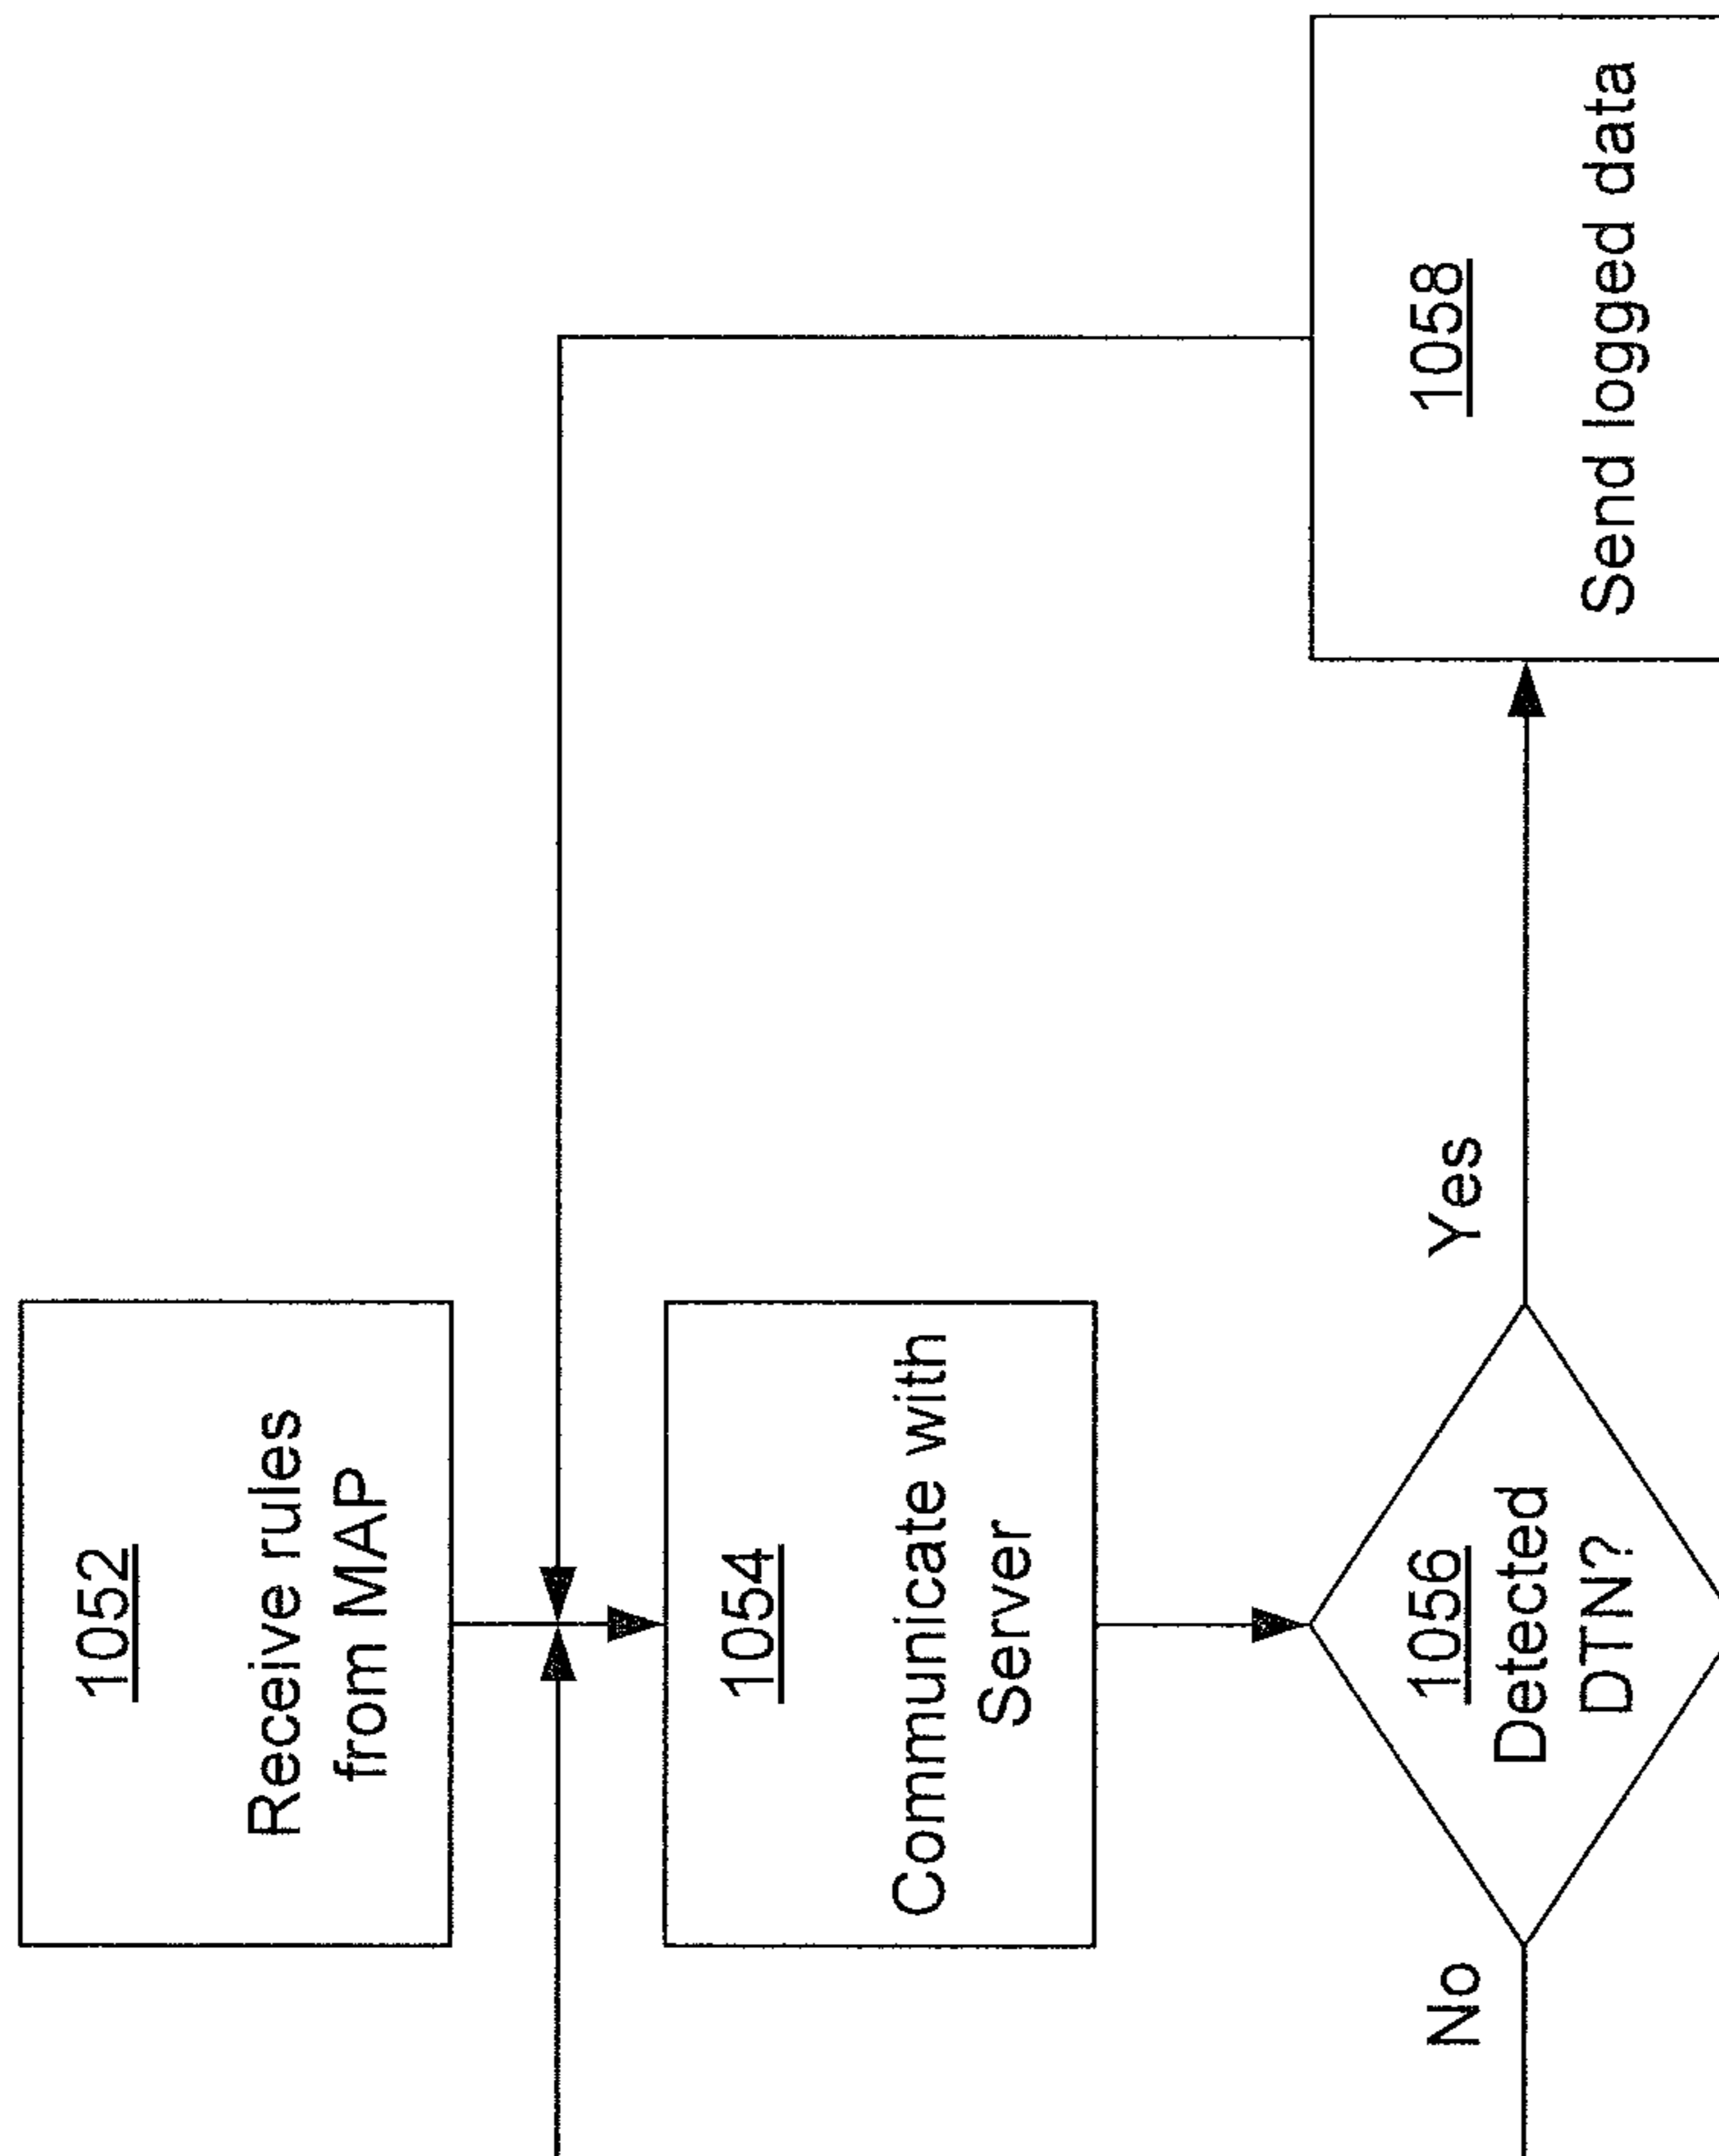 1052
Receive rules
from MAP
1054
Communicate with
Server
1056
Detected
DTN?
No
Yes
1058
Send logged data